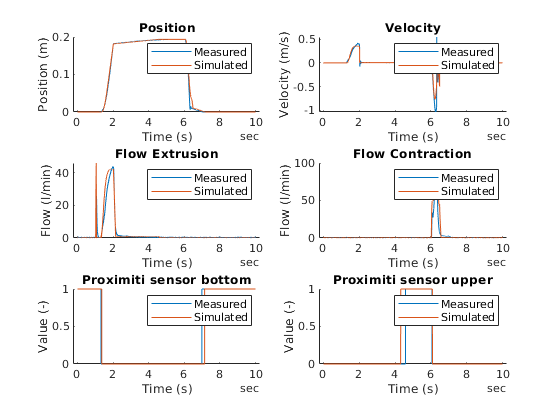 Position
Position (m)
0.2
0.1
0
Measured
Simulated
0 2 4 6 8 10
Time (s)
sec
Velocity
Velocity (m/s)
0.5
0
-0.5
-1
Measured
Simulated
0 2 4 6 8 10
Time (s)
sec
Flow Extrusion
Flow (l/min)
40
20
0
Measured
Simulated
0 2 4 6 8 10
Time (s)
sec
Flow Contraction
Flow (l/min)
100
50
0
Measured
Simulated
0 2 4 6 8 10
Time (s)
sec
Proximiti sensor bottom
Value (-)
1
0.5
0
Measured
Simulated
0 2 4 6 8 10
Time (s)
sec
Proximiti sensor upper
Value (-)
1
0.5
0
Measured
Simulated
0 2 4 6 8 10
Time (s)
sec